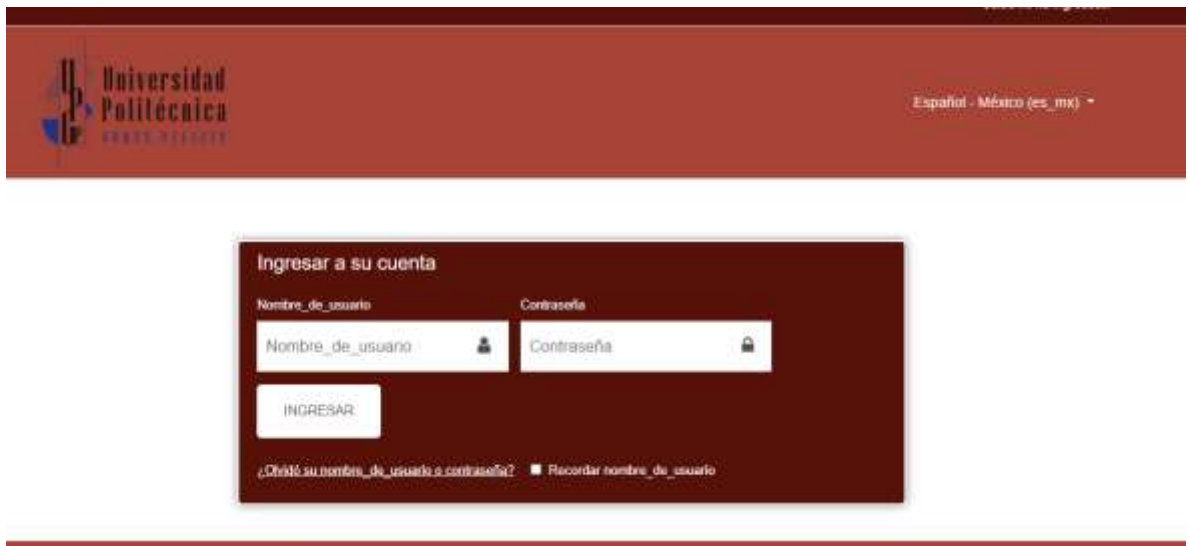 Universidad
Politécnica
Español - México (es_mx)
Ingresar a su cuenta
Nombre_de_usuario Contraseña
Nombre_de_usuario Contraseña
INGRESAR
¿Olvidó su nombre_de_usuario o contraseña? Recordar nombre_de_usuario